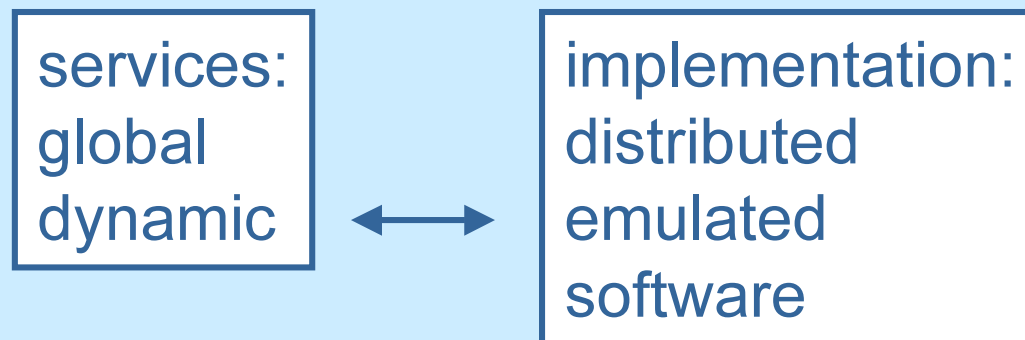 services:
global
dynamic
implementation:
distributed
emulated
software